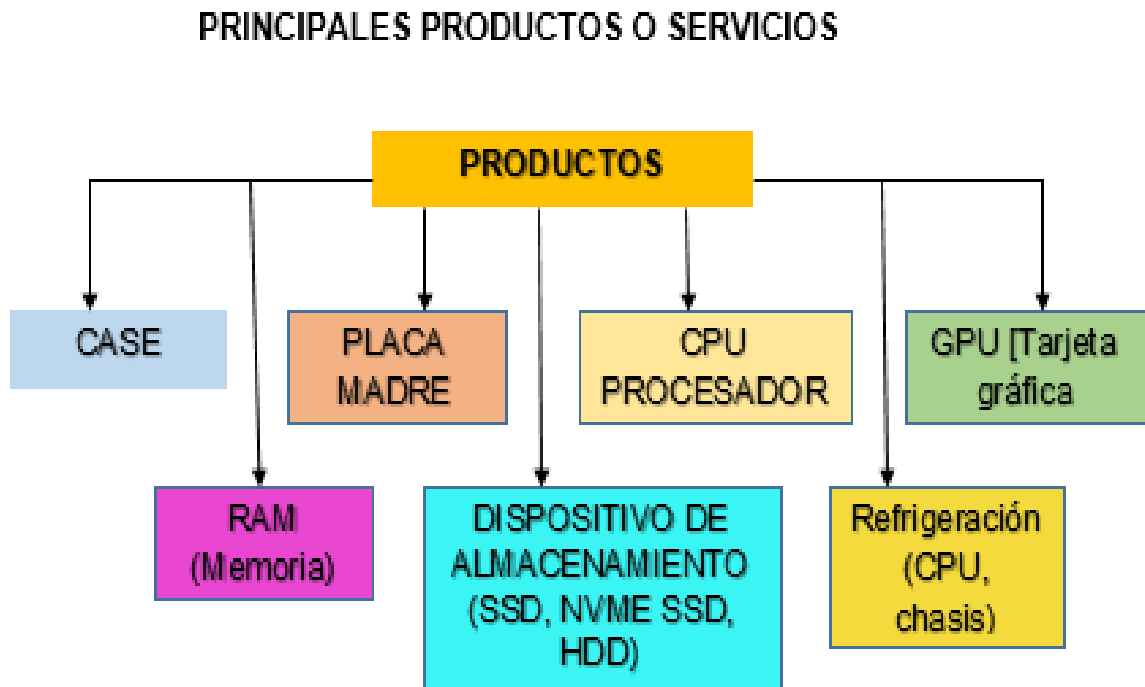 PRINCIPALES PRODUCTOS O SERVICIOS
PRODUCTOS
CASE
PLACA
MADRE
CPU
PROCESADOR
GPU [Tarjeta
gráfica
RAM
(Memoria)
DISPOSITIVO DE
ALMACENAMIENTO
(SSD, NVME SSD,
HDD)
Refrigeración
(CPU,
chasis)